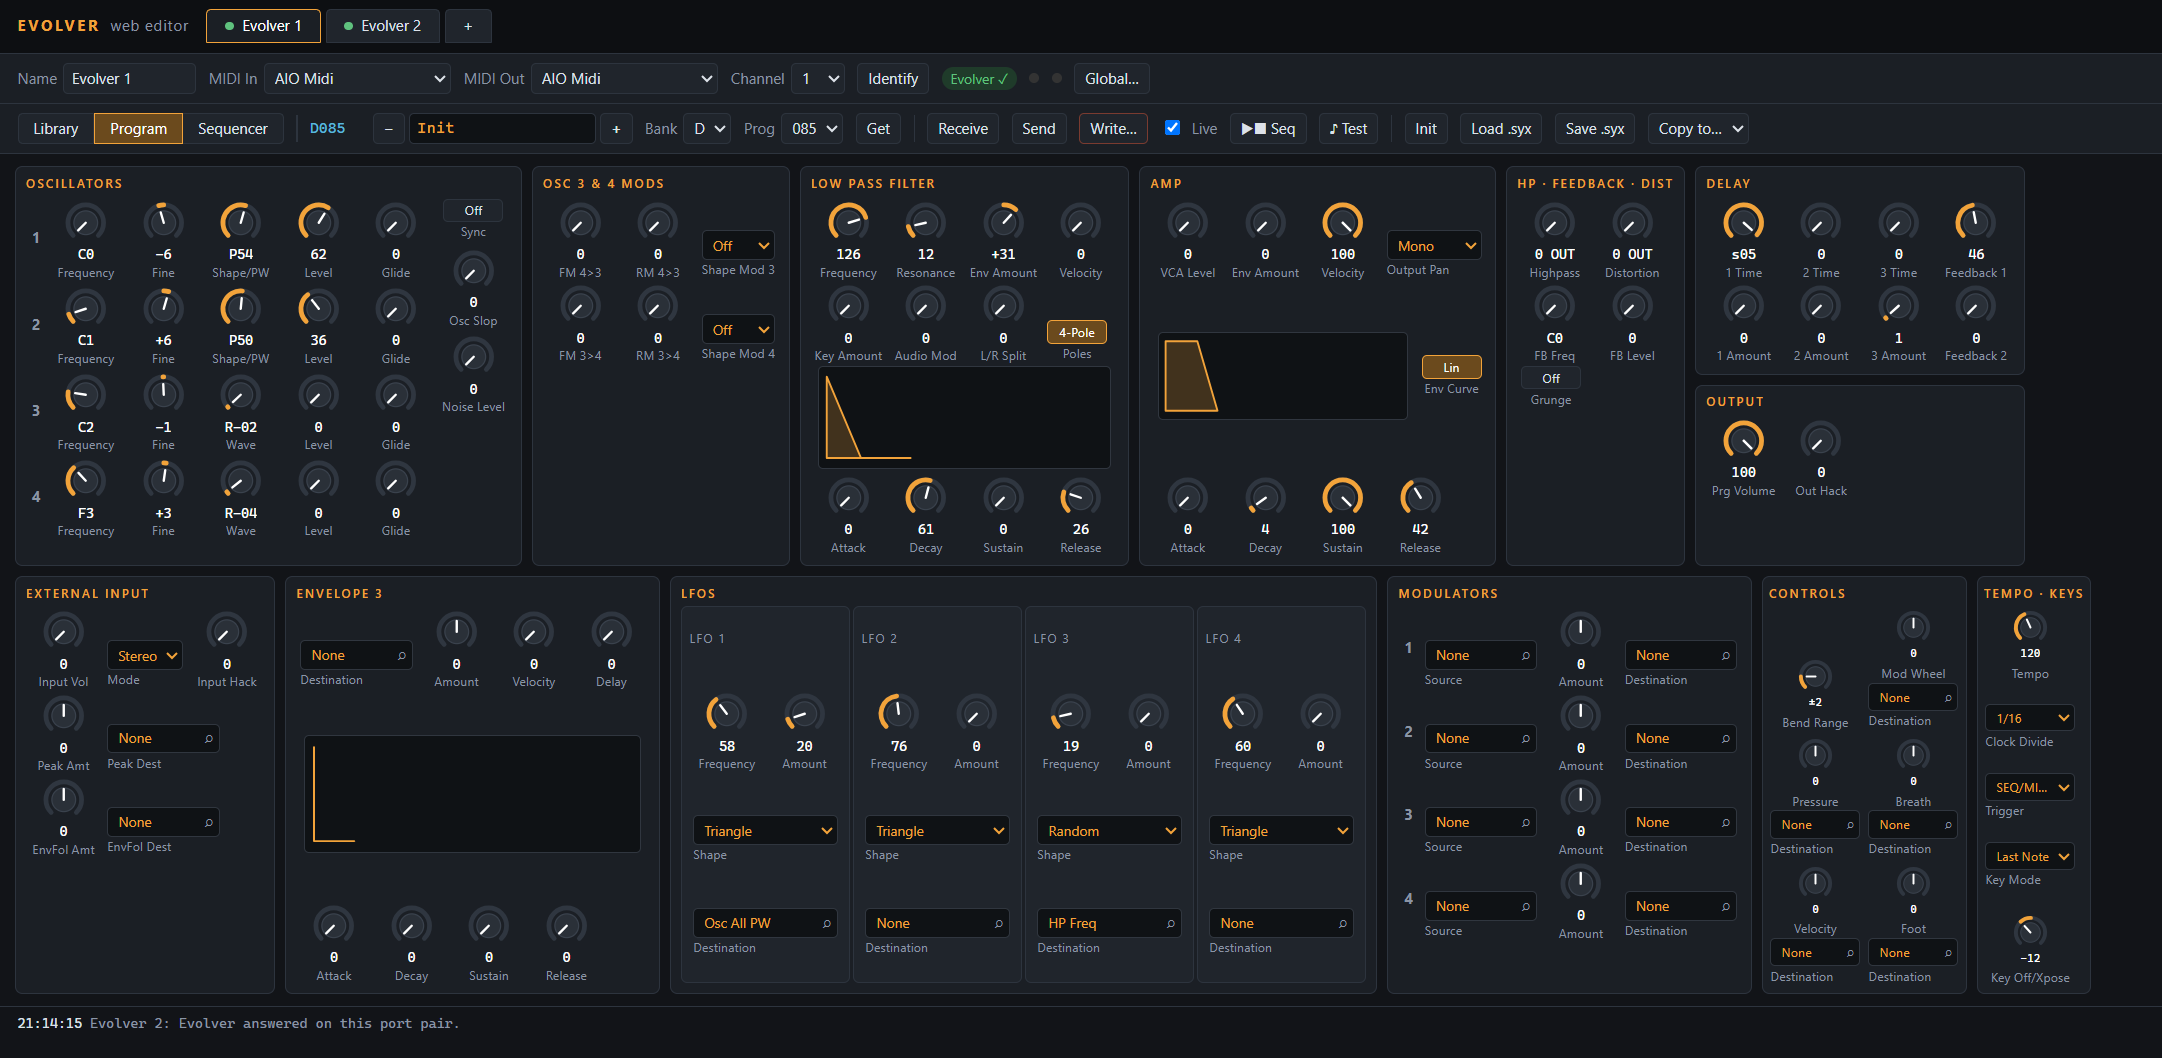 EVOLVER web editor Evolver 1 Evolver 2 +
Name Evolver 1 MIDI In AIO Midi MIDI Out AIO Midi Channel 1 Identify Evolver ✓ Global...
Library Program Sequencer D085 − Init + Bank D Prog 085 Get Receive Send Write... Live ▶■ Seq ♪ Test Init Load .syx Save .syx Copy to...
OSCILLATORS
Off
Sync
1
C0 −6 P54 62 0
Frequency Fine Shape/PW Level Glide
0
Osc Slop
2
C1 +6 P50 36 0
Frequency Fine Shape/PW Level Glide
0
Noise Level
3
C2 −1 R−02 0 0
Frequency Fine Wave Level Glide
4
F3 +3 R−04 0 0
Frequency Fine Wave Level Glide
OSC 3 & 4 MODS
0 0 Off
FM 4>3 RM 4>3 Shape Mod 3
0 0 Off
FM 3>4 RM 3>4 Shape Mod 4
LOW PASS FILTER
126 12 +31 0
Frequency Resonance Env Amount Velocity
0 0 0 4-Pole
Key Amount Audio Mod L/R Split Poles
0 61 0 26
Attack Decay Sustain Release
AMP
0 0 100 Mono
VCA Level Env Amount Velocity Output Pan
Lin
Env Curve
0 4 100 42
Attack Decay Sustain Release
HP · FEEDBACK · DIST
0 OUT 0 OUT
Highpass Distortion
C0 0
FB Freq FB Level
Off
Grunge
DELAY
s05 0 0 46
1 Time 2 Time 3 Time Feedback 1
0 0 1 0
1 Amount 2 Amount 3 Amount Feedback 2
OUTPUT
100 0
Prg Volume Out Hack
EXTERNAL INPUT
0 Stereo 0
Input Vol Mode Input Hack
0 None
Peak Amt Peak Dest
0 None
EnvFol Amt EnvFol Dest
ENVELOPE 3
None 0 0 0
Destination Amount Velocity Delay
0 0 0 0
Attack Decay Sustain Release
LFOS
LFO 1 LFO 2 LFO 3 LFO 4
58 20 76 0 19 0 60 0
Frequency Amount Frequency Amount Frequency Amount Frequency Amount
Triangle Triangle Random Triangle
Shape Shape Shape Shape
Osc All PW None HP Freq None
Destination Destination Destination Destination
MODULATORS
1 None 0 None
Source Amount Destination
2 None 0 None
Source Amount Destination
3 None 0 None
Source Amount Destination
4 None 0 None
Source Amount Destination
CONTROLS
0
Mod Wheel
±2 None
Bend Range Destination
0 0
Pressure Breath
None None
Destination Destination
0 0
Velocity Foot
None None
Destination Destination
TEMPO · KEYS
120
Tempo
1/16
Clock Divide
SEQ/MI...
Trigger
Last Note
Key Mode
−12
Key Off/Xpose
21:14:15 Evolver 2: Evolver answered on this port pair.